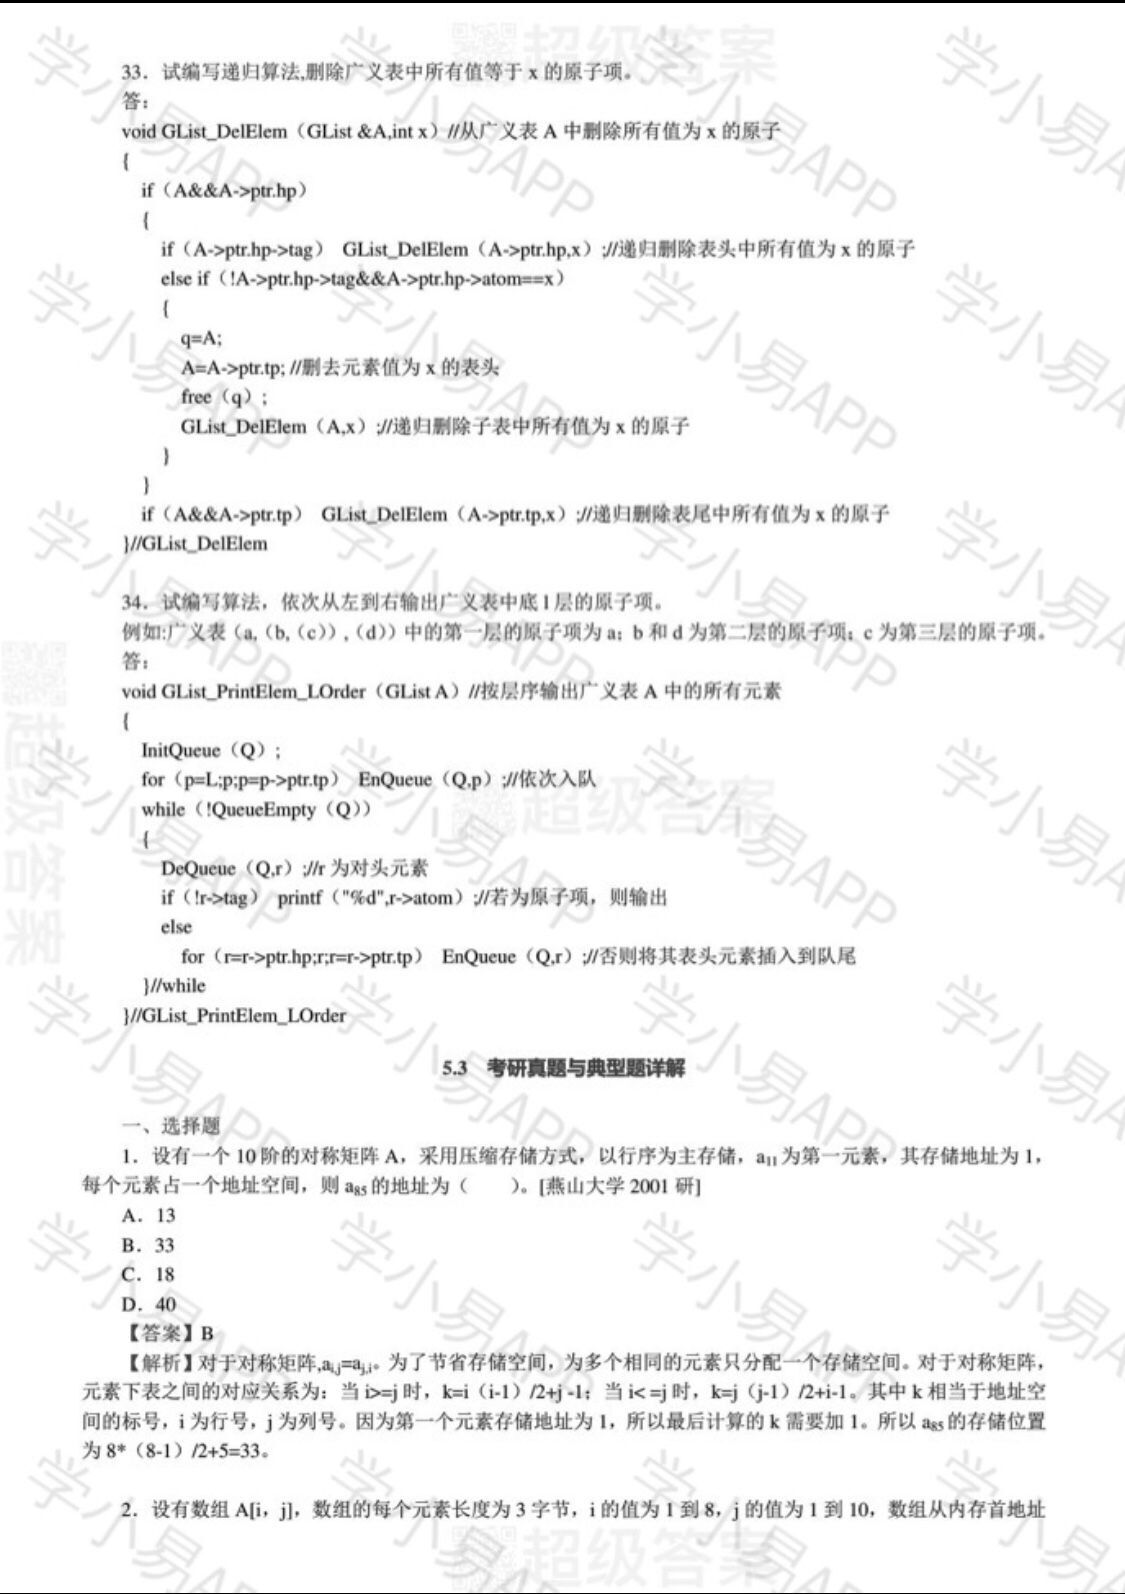 33．试编写递归算法,删除广义表中所有值等于 x 的原子项。
答：
void GList_DelElem（GList &A,int x）//从广义表 A 中删除所有值为 x 的原子
{
if（A&&A->ptr.hp）
{
if（A->ptr.hp->tag） GList_DelElem（A->ptr.hp,x）;//递归删除表头中所有值为 x 的原子
else if（!A->ptr.hp->tag&&A->ptr.hp->atom==x）
{
q=A;
A=A->ptr.tp; //删去元素值为 x 的表头
free（q）;
GList_DelElem（A,x）;//递归删除子表中所有值为 x 的原子
}
}
if（A&&A->ptr.tp） GList_DelElem（A->ptr.tp,x）;//递归删除表尾中所有值为 x 的原子
}//GList_DelElem
34．试编写算法，依次从左到右输出广义表中底 l 层的原子项。
例如:广义表（a,（b,（c））,（d））中的第一层的原子项为 a；b 和 d 为第二层的原子项；c 为第三层的原子项。
答：
void GList_PrintElem_LOrder（GList A）//按层序输出广义表 A 中的所有元素
{
InitQueue（Q）;
for（p=L;p;p=p->ptr.tp） EnQueue（Q,p）;//依次入队
while（!QueueEmpty（Q））
{
DeQueue（Q,r）;//r 为对头元素
if（!r->tag） printf（"%d",r->atom）;//若为原子项，则输出
else
for（r=r->ptr.hp;r;r=r->ptr.tp） EnQueue（Q,r）;//否则将其表头元素插入到队尾
}//while
}//GList_PrintElem_LOrder
5.3 考研真题与典型题详解
一、选择题
1．设有一个 10 阶的对称矩阵 A，采用压缩存储方式，以行序为主存储，a11 为第一元素，其存储地址为 1，
每个元素占一个地址空间，则 a85 的地址为（ ）。[燕山大学 2001 研]
A．13
B．33
C．18
D．40
【答案】B
【解析】对于对称矩阵,ai,j=aj,i。为了节省存储空间，为多个相同的元素只分配一个存储空间。对于对称矩阵，
元素下表之间的对应关系为：当 i>=j 时，k=i（i-1）/2+j -1；当 i< =j 时，k=j（j-1）/2+i-1。其中 k 相当于地址空
间的标号，i 为行号，j 为列号。因为第一个元素存储地址为 1，所以最后计算的 k 需要加 1。所以 a85 的存储位置
为 8*（8-1）/2+5=33。
2．设有数组 A[i，j]，数组的每个元素长度为 3 字节，i 的值为 1 到 8，j 的值为 1 到 10，数组从内存首地址
学小易APP
超级答案